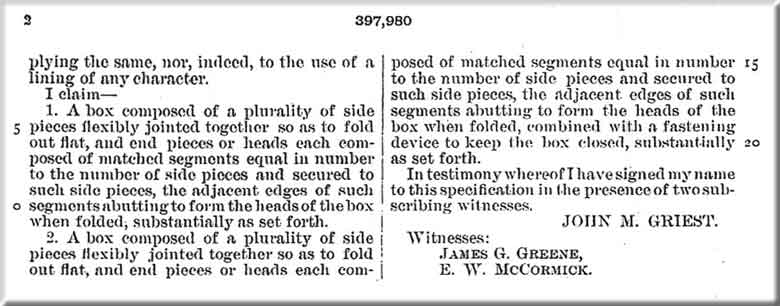 2
397,980
plying the same, nor, indeed, to the use of a
lining of any character.
I claim—
1. A box composed of a plurality of side
5 pieces flexibly jointed together so as to fold
out flat, and end pieces or heads each com-
posed of matched segments equal in number
to the number of side pieces and secured to
such side pieces, the adjacent edges of such
o segments abutting to form the heads of the box
when folded, substantially as set forth.
2. A box composed of a plurality of side
pieces flexibly jointed together so as to fold
out flat, and end pieces or heads each com-
posed of matched segments equal in number 15
to the number of side pieces and secured to
such side pieces, the adjacent edges of such
segments abutting to form the heads of the
box when folded, combined with a fastening
device to keep the box closed, substantially 20
as set forth.
In testimony whereof I have signed my name
to this specification in the presence of two sub-
scribing witnesses.
JOHN M. GRIEST.
Witnesses:
JAMES G. GREENE,
E. W. MCCORMICK.